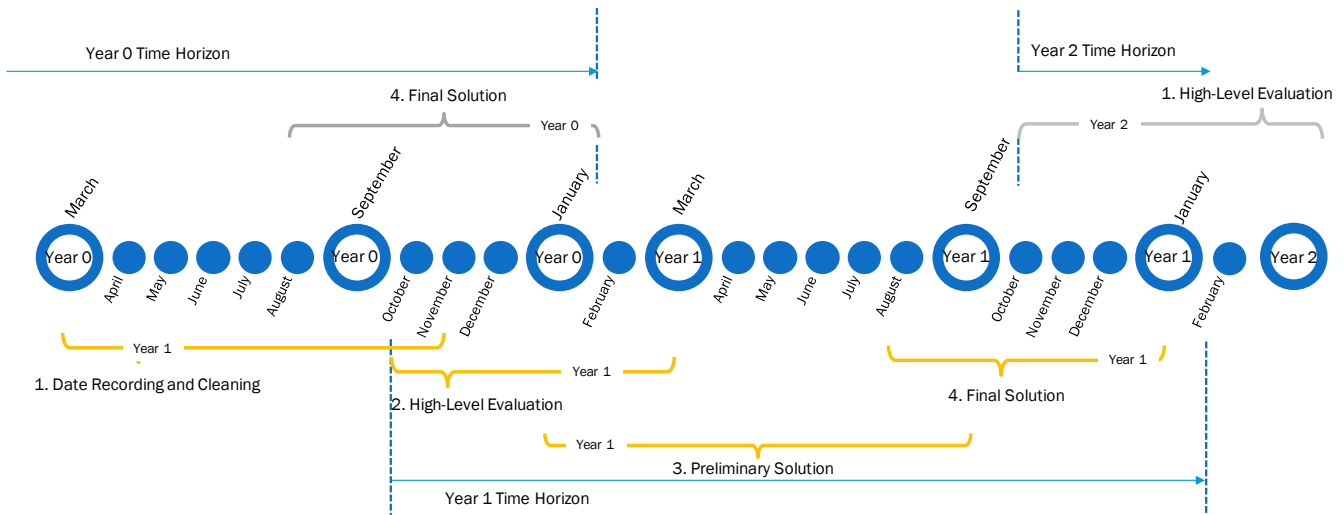 Year 0 Time Horizon
Year 2 Time Horizon
4. Final Solution
1. High-Level Evaluation
Year 0
Year 2
March
September
January
March
September
January
Year 0
Year 0
Year 0
Year 1
Year 1
Year 1
Year 2
April
May
June
July
August
October
November
December
February
April
May
June
July
August
October
November
December
February
Year 1
1. Date Recording and Cleaning
Year 1
2. High-Level Evaluation
Year 1
4. Final Solution
Year 1
3. Preliminary Solution
Year 1 Time Horizon